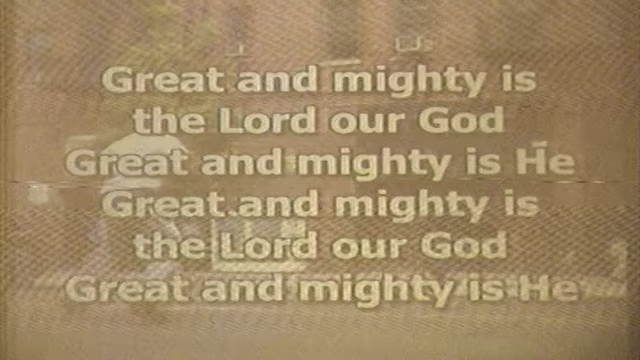 Great and mighty is
the Lord our God
Great and mighty is He
Great and mighty is
the Lord our God
Great and mighty is He